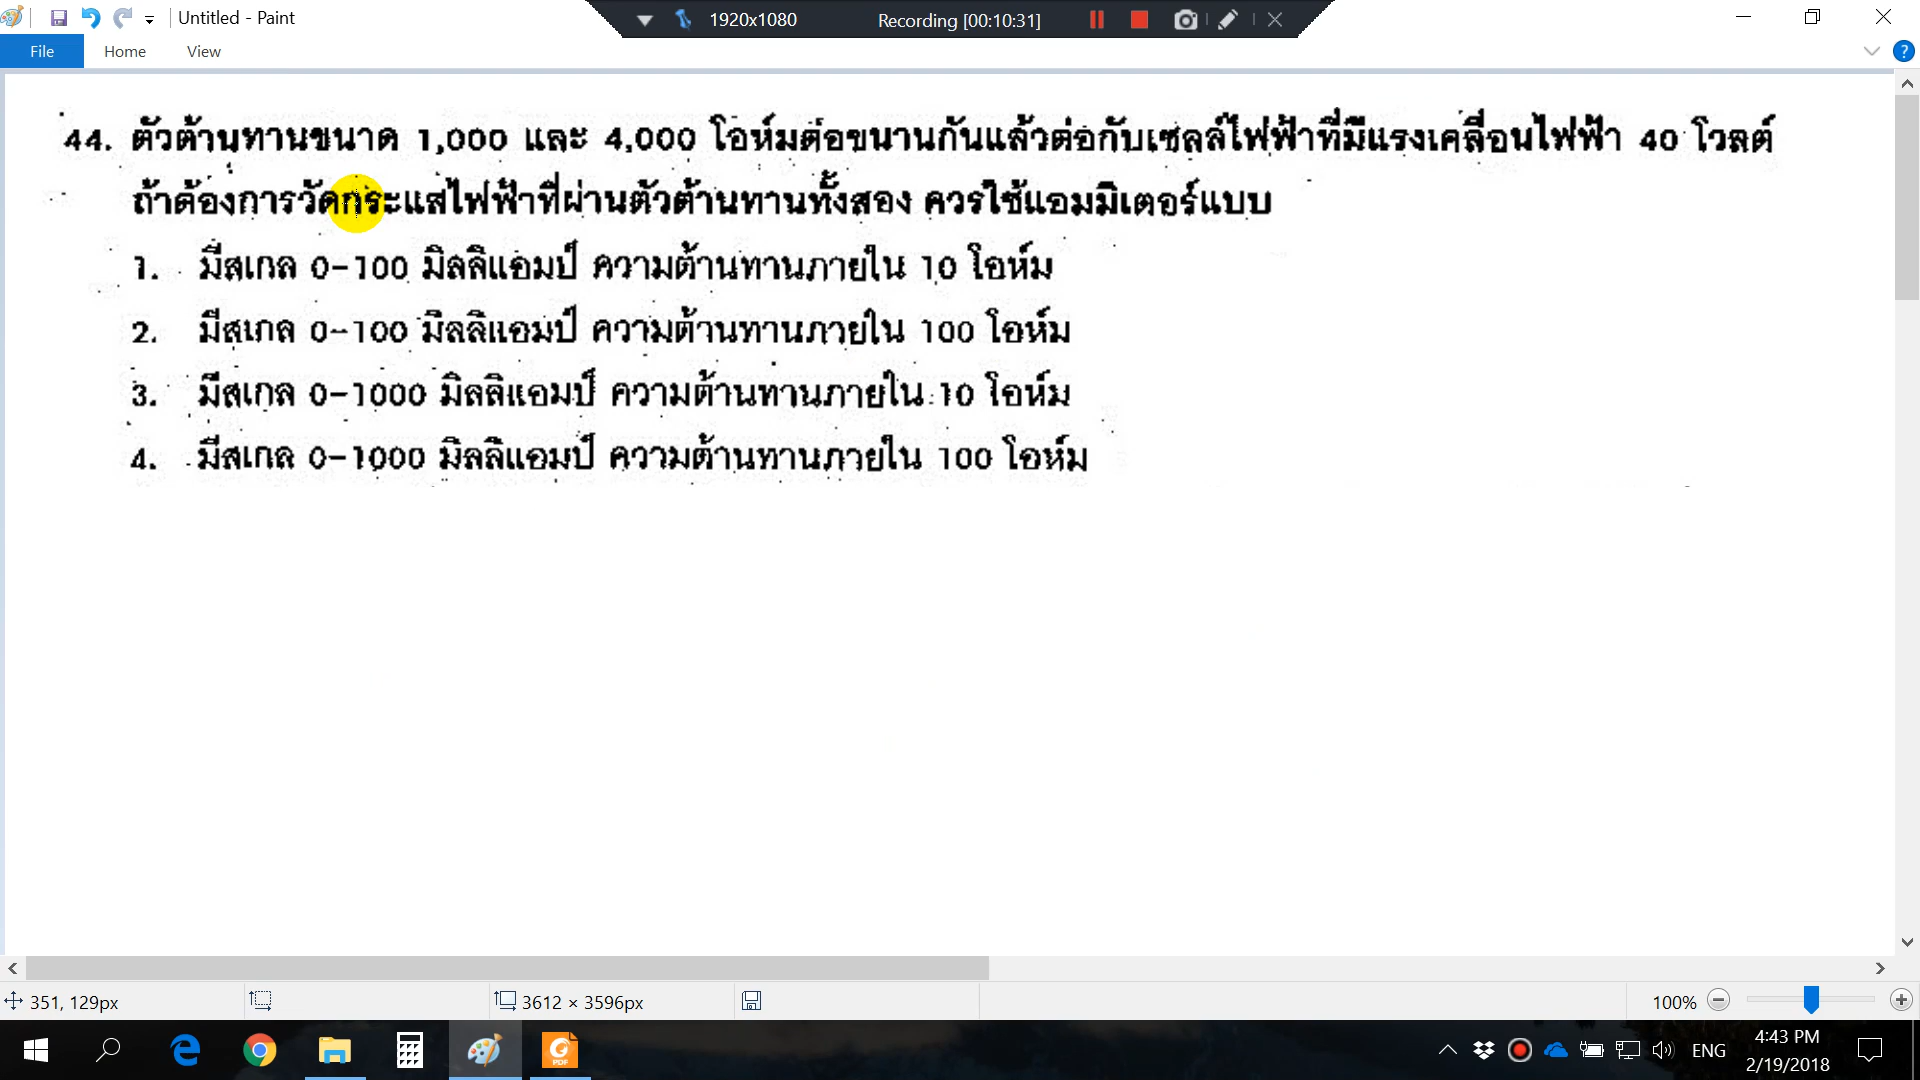 Untitled - Paint
1920x1080
Recording [00:10:31]
File
Home
View
44. ตัวต้านทานขนาด 1,000 และ 4,000 โอห์มต่อขนานกันแล้วต่อกับเซลล์ไฟฟ้าที่มีแรงเคลื่อนไฟฟ้า 40 โวลต์
ถ้าต้องการวัดกระแสไฟฟ้าที่ผ่านตัวต้านทานทั้งสอง ควรใช้แอมมิเตอร์แบบ
1. มีสเกล 0-100 มิลลิแอมป์ ความต้านทานภายใน 10 โอห์ม
2. มีสเกล 0-100 มิลลิแอมป์ ความต้านทานภายใน 100 โอห์ม
3. มีสเกล 0-1000 มิลลิแอมป์ ความต้านทานภายใน 10 โอห์ม
4. มีสเกล 0-1000 มิลลิแอมป์ ความต้านทานภายใน 100 โอห์ม
351, 129px
3612 × 3596px
100%
PDF
ENG
4:43 PM
2/19/2018